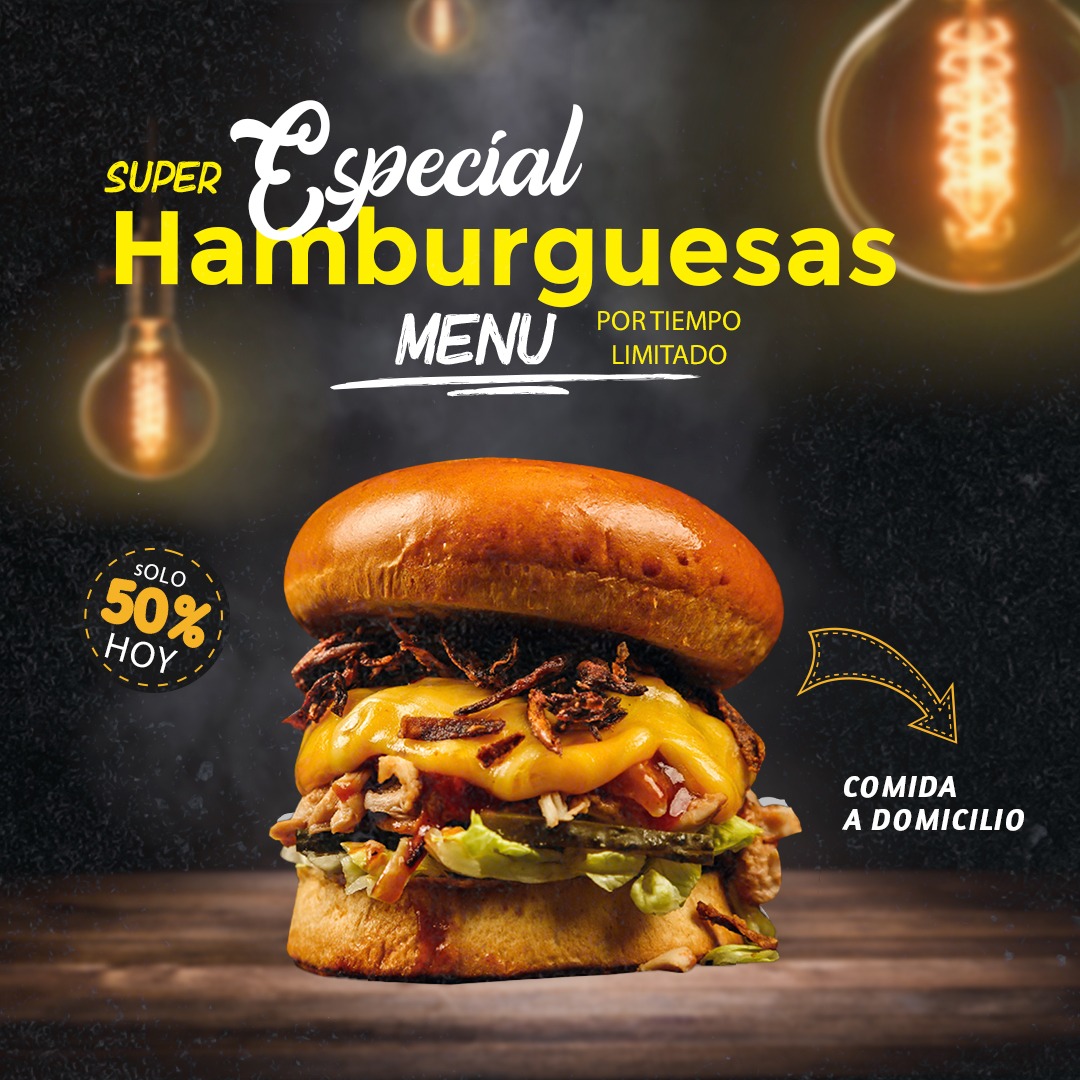 SUPER Especial
Hamburguesas
MENU
POR TIEMPO
LIMITADO
SOLO
50%
HOY
COMIDA
A DOMICILIO